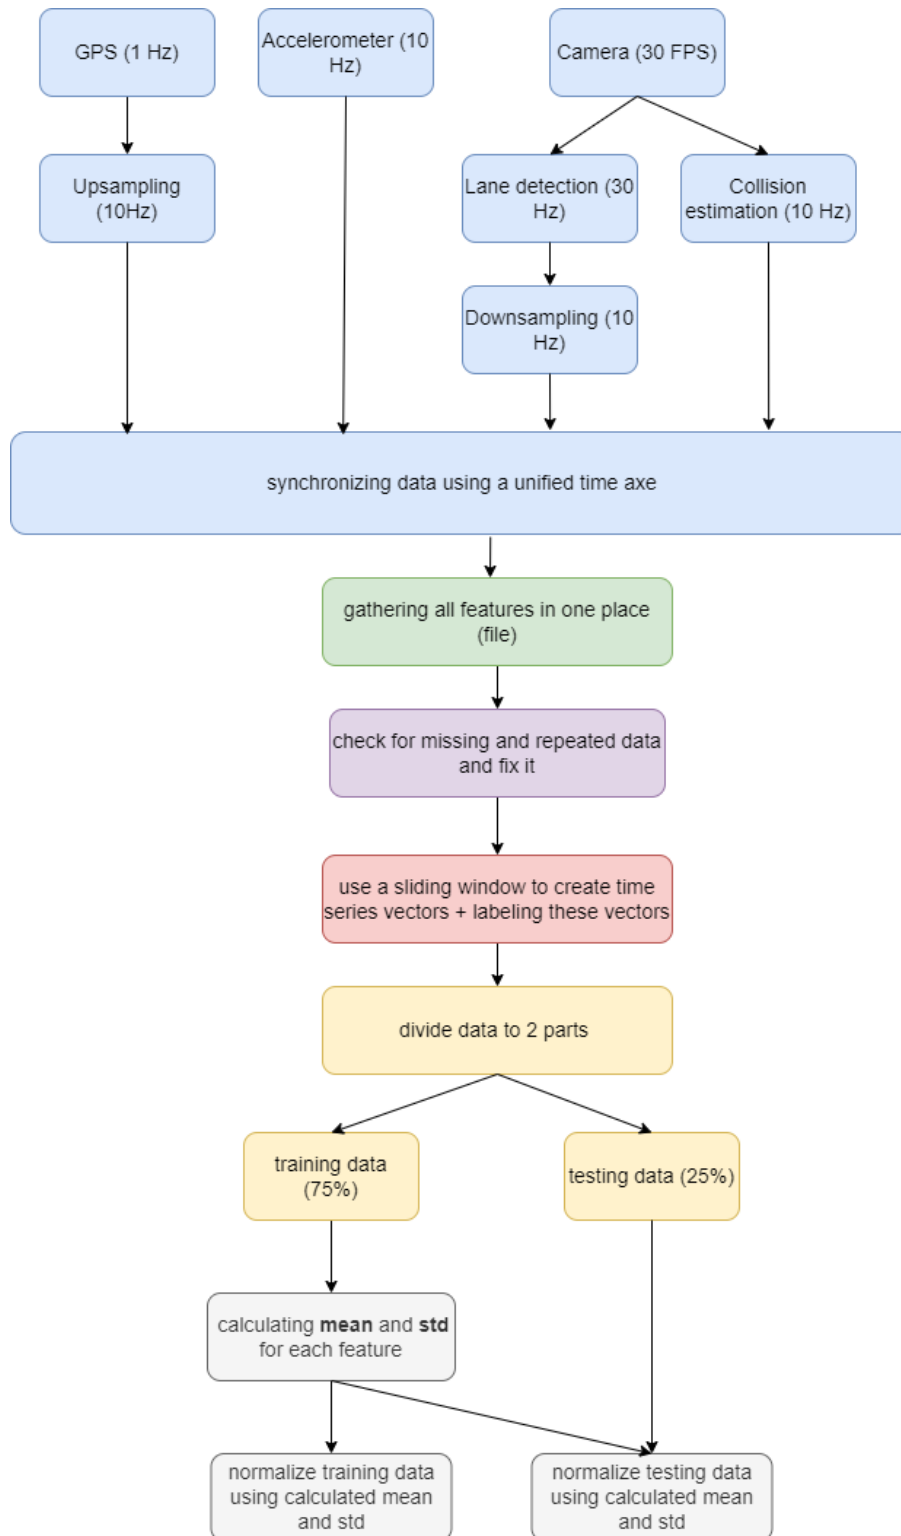 GPS (1 Hz)
Accelerometer (10
Hz)
Camera (30 FPS)
Upsampling
(10Hz)
Lane detection (30
Hz)
Collision
estimation (10 Hz)
Downsampling (10
Hz)
synchronizing data using a unified time axe
gathering all features in one place
(file)
check for missing and repeated data
and fix it
use a sliding window to create time
series vectors + labeling these vectors
divide data to 2 parts
training data
(75%)
testing data (25%)
calculating mean and std
for each feature
normalize training data
using calculated mean
and std
normalize testing data
using calculated mean
and std